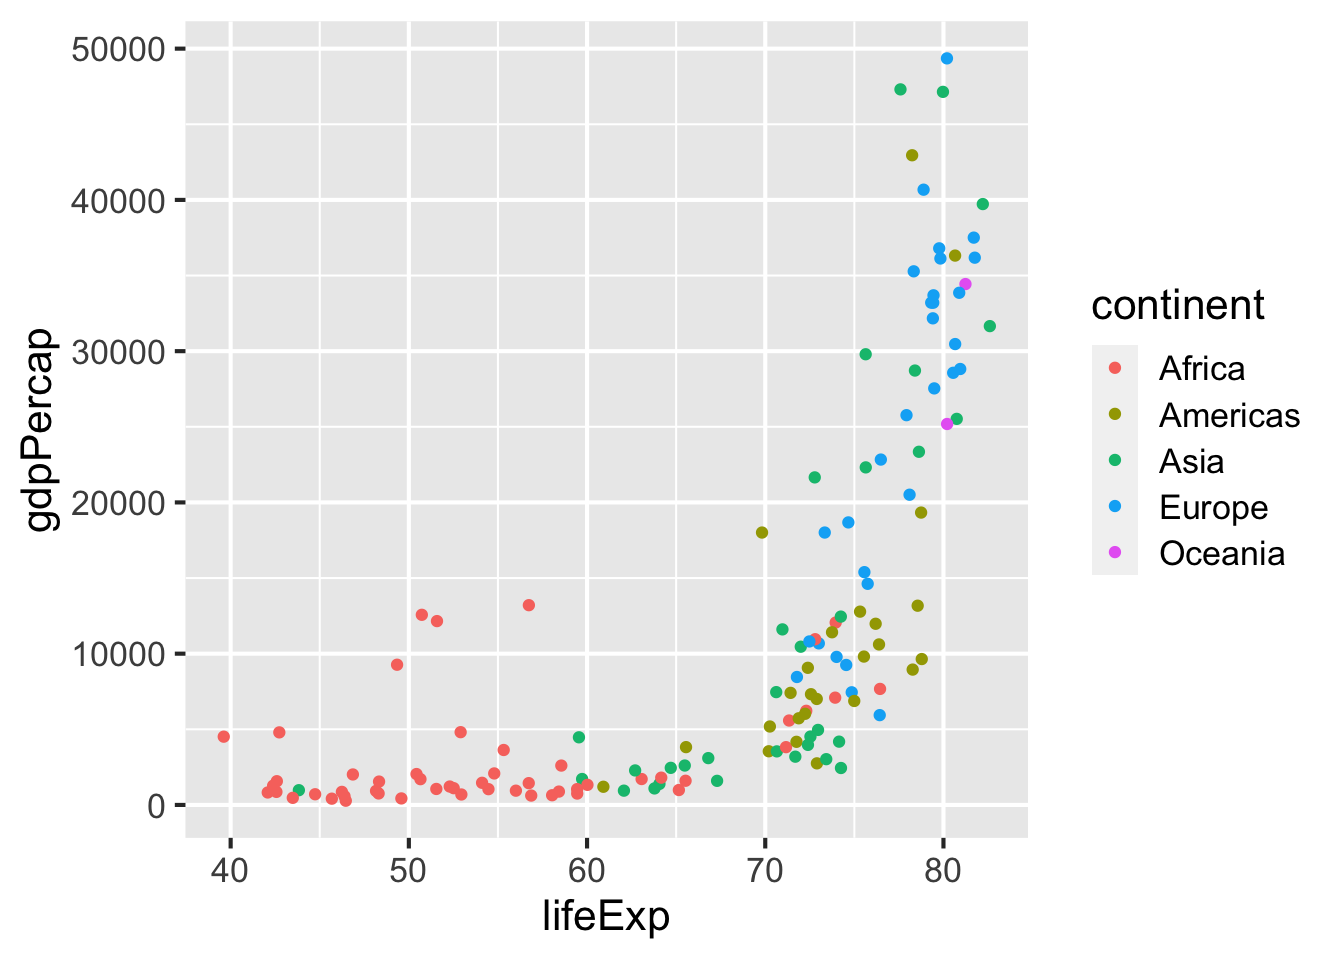 50000
40000
30000
20000
10000
0
gdpPercap
40 50 60 70 80
lifeExp
continent
Africa
Americas
Asia
Europe
Oceania